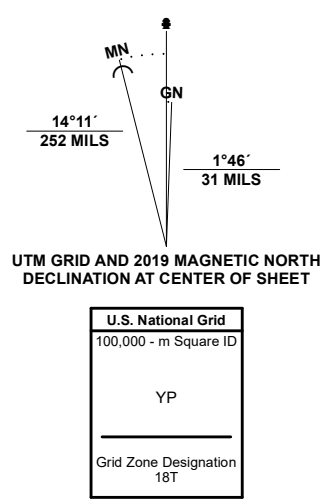 MN
GN
14°11´
252 MILS
1°46´
31 MILS
UTM GRID AND 2019 MAGNETIC NORTH
DECLINATION AT CENTER OF SHEET
U.S. National Grid
100,000 - m Square ID
YP
Grid Zone Designation
18T